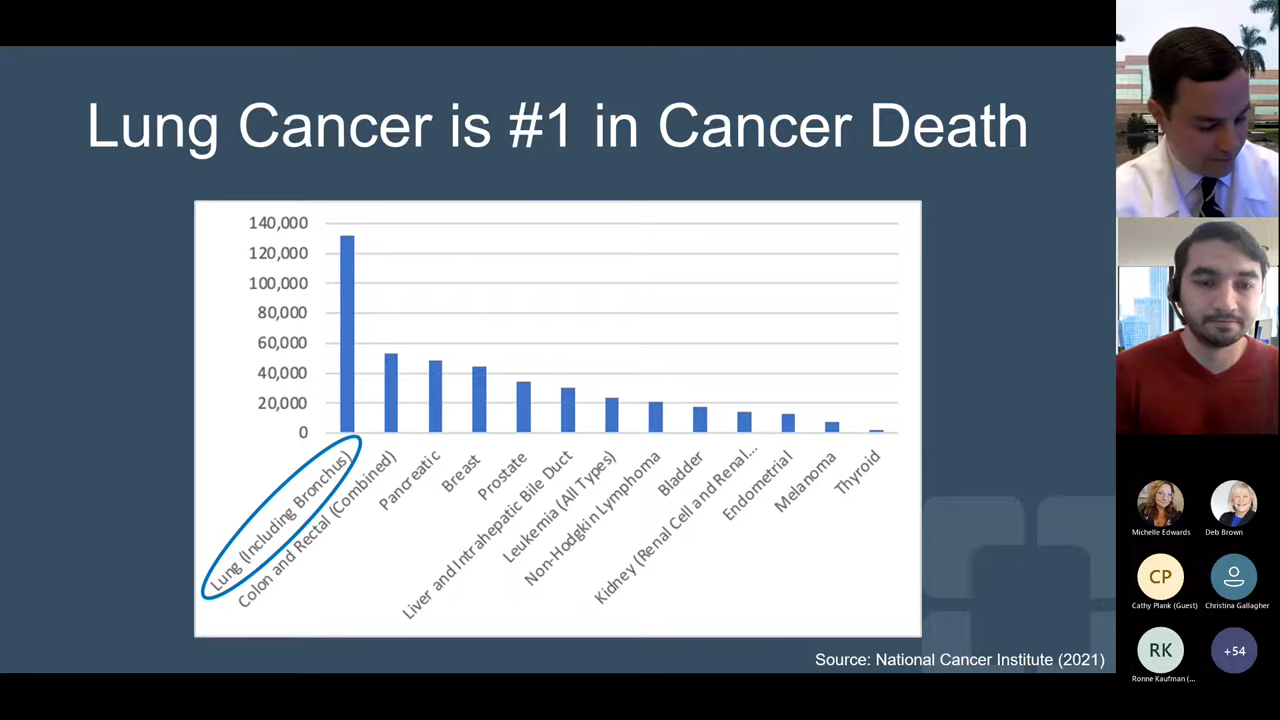 Lung Cancer is #1 in Cancer Death
140,000
120,000
100,000
80,000
60,000
40,000
20,000
0
Lung (Including Bronchus)
Colon and Rectal (Combined)
Pancreatic
Breast
Prostate
Liver and Intrahepatic Bile Duct
Leukemia (All Types)
Non-Hodgkin Lymphoma
Bladder
Kidney (Renal Cell and Renal...
Endometrial
Melanoma
Thyroid
Source: National Cancer Institute (2021)
Michelle Edwards
Deb Brown
CP
Cathy Plank (Guest)
Christina Gallagher
RK
+54
Ronne Kaufman (...